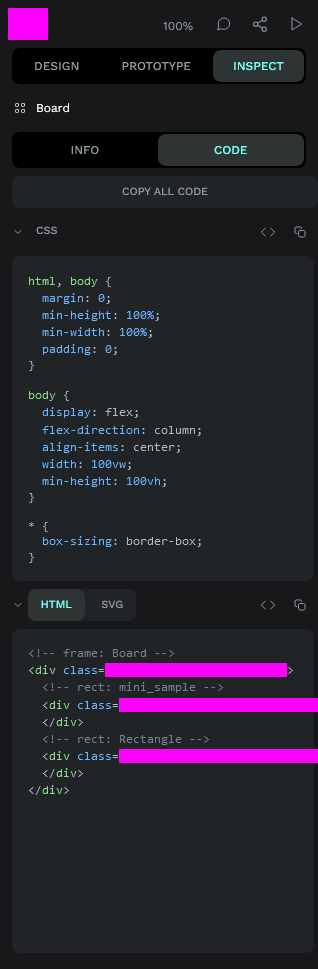 100%
DESIGN PROTOTYPE INSPECT
Board
INFO CODE
COPY ALL CODE
CSS
html, body {
  margin: 0;
  min-height: 100%;
  min-width: 100%;
  padding: 0;
}
body {
  display: flex;
  flex-direction: column;
  align-items: center;
  width: 100vw;
  min-height: 100vh;
}
* {
  box-sizing: border-box;
}
HTML SVG
<!-- frame: Board -->
<div class= >
  <!-- rect: mini_sample -->
  <div class=
  </div>
  <!-- rect: Rectangle -->
  <div class=
  </div>
</div>